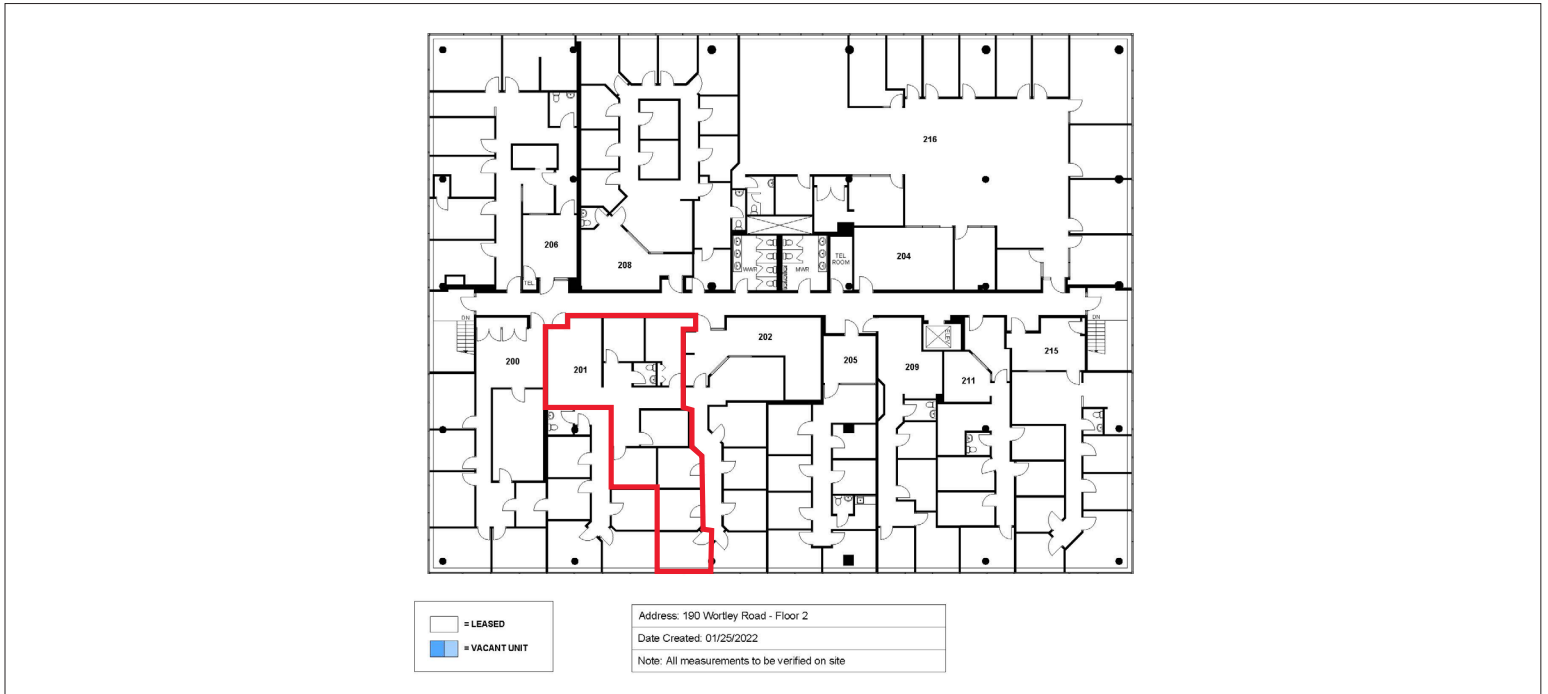 216
206
208
204
TEL
WWR
MWR
TEL
ROOM
DN
DN
ELEV
200
201
202
205
209
211
215
= LEASED
= VACANT UNIT
Address: 190 Wortley Road - Floor 2
Date Created: 01/25/2022
Note: All measurements to be verified on site